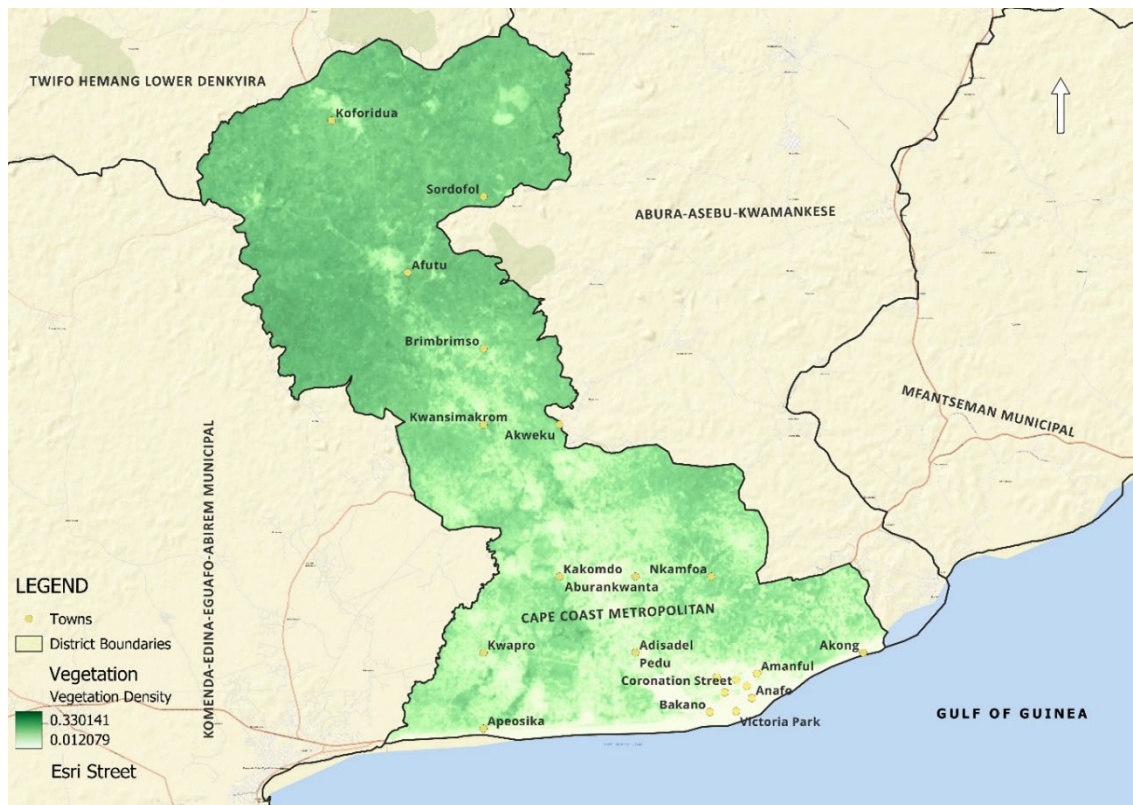 TWIFO HEMANG LOWER DENKYIRA
Koforidua
Sordofol
ABURA-ASEBU-KWAMANKESE
Afutu
Brimbrimso
MFANTSEMAN MUNICIPAL
Kwansimakrom
Akweku
KOMENDA-EDINA-EGUAFO-ABIREM MUNICIPAL
Kakomdo
Nkamfoa
Aburankwanta
CAPE COAST METROPOLITAN
Kwapro
Adisadel
Akong
Pedu
Amanful
Coronation Street
Anafo
Bakano
Victoria Park
Apeosika
GULF OF GUINEA
LEGEND
Towns
District Boundaries
Vegetation
Vegetation Density
0.330141
0.012079
Esri Street